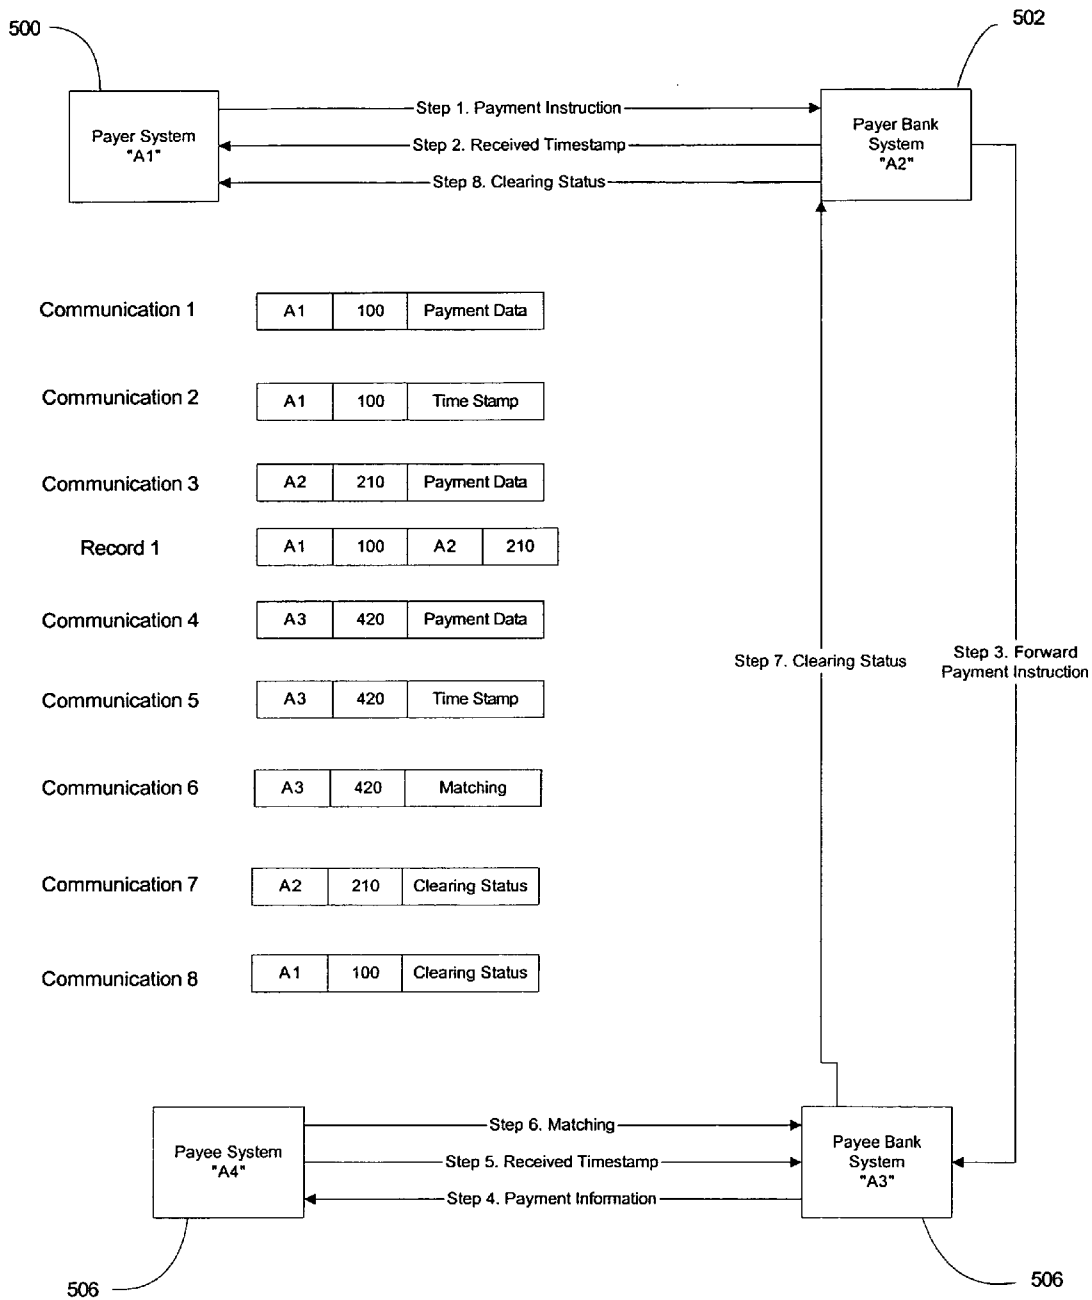 500
502
Payer System
"A1"
Step 1. Payment Instruction
Step 2. Received Timestamp
Step 8. Clearing Status
Payer Bank
System
"A2"
Communication 1
A1 100 Payment Data
Communication 2
A1 100 Time Stamp
Communication 3
A2 210 Payment Data
Record 1
A1 100 A2 210
Communication 4
A3 420 Payment Data
Communication 5
A3 420 Time Stamp
Communication 6
A3 420 Matching
Communication 7
A2 210 Clearing Status
Communication 8
A1 100 Clearing Status
Step 7. Clearing Status
Step 3. Forward
Payment Instruction
Payee System
"A4"
Step 6. Matching
Step 5. Received Timestamp
Step 4. Payment Information
Payee Bank
System
"A3"
506
506